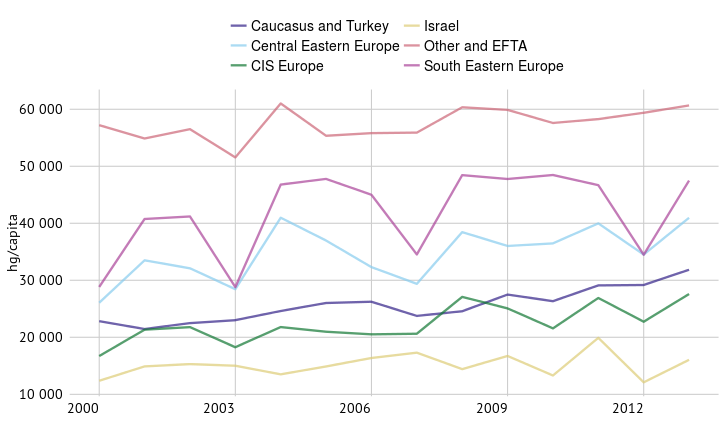 Caucasus and Turkey
Israel
Central Eastern Europe
Other and EFTA
CIS Europe
South Eastern Europe
60 000
50 000
40 000
30 000
20 000
10 000
hg/capita
2000
2003
2006
2009
2012